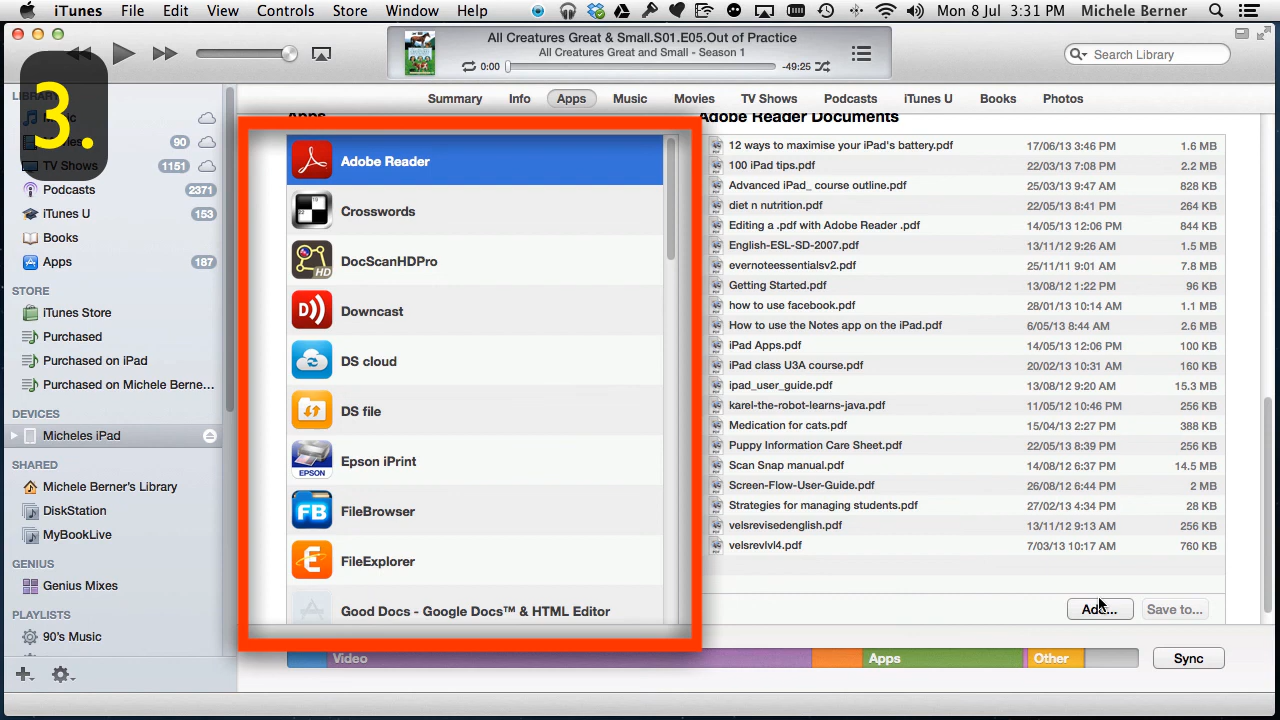 iTunes File Edit View Controls Store Window Help Mon 8 Jul 3:31 PM Michele Berner
All Creatures Great & Small.S01.E05.Out of Practice
All Creatures Great and Small - Season 1
0:00 -49:25
Search Library
3.
Summary Info Apps Music Movies TV Shows Podcasts iTunes U Books Photos
90
TV Shows 1151
Podcasts 2371
iTunes U 153
Books
Apps 187
STORE
iTunes Store
Purchased
Purchased on iPad
Purchased on Michele Berne...
DEVICES
Micheles iPad
SHARED
Michele Berner's Library
DiskStation
MyBookLive
GENIUS
Genius Mixes
PLAYLISTS
90's Music
Apps
Adobe Reader
Crosswords
DocScanHDPro
HD
Downcast
DS cloud
DS file
Epson iPrint
EPSON
FileBrowser
FB
FileExplorer
Good Docs - Google Docs™ & HTML Editor
Adobe Reader Documents
12 ways to maximise your iPad's battery.pdf 17/06/13 3:46 PM 1.6 MB
100 iPad tips.pdf 22/03/13 7:08 PM 2.2 MB
Advanced iPad_ course outline.pdf 25/03/13 9:47 AM 828 KB
diet n nutrition.pdf 22/05/13 8:41 PM 264 KB
Editing a .pdf with Adobe Reader .pdf 14/05/13 12:06 PM 844 KB
English-ESL-SD-2007.pdf 13/11/12 9:26 AM 1.5 MB
evernoteessentialsv2.pdf 25/11/11 9:01 AM 7.8 MB
Getting Started.pdf 13/08/12 1:22 PM 96 KB
how to use facebook.pdf 28/01/13 10:14 AM 1.1 MB
How to use the Notes app on the iPad.pdf 6/05/13 8:44 AM 2.6 MB
iPad Apps.pdf 14/05/13 12:06 PM 100 KB
iPad class U3A course.pdf 20/02/13 10:31 AM 160 KB
ipad_user_guide.pdf 13/08/12 9:20 AM 15.3 MB
karel-the-robot-learns-java.pdf 11/05/12 10:46 PM 256 KB
Medication for cats.pdf 15/04/13 2:27 PM 388 KB
Puppy Information Care Sheet.pdf 22/05/13 8:39 PM 256 KB
Scan Snap manual.pdf 14/08/12 6:37 PM 14.5 MB
Screen-Flow-User-Guide.pdf 26/08/12 6:44 PM 2 MB
Strategies for managing students.pdf 27/02/13 4:34 PM 28 KB
velsrevisedenglish.pdf 13/11/12 9:13 AM 256 KB
velsrevlvl4.pdf 7/03/13 10:17 AM 760 KB
Add... Save to...
Video Apps Other Sync